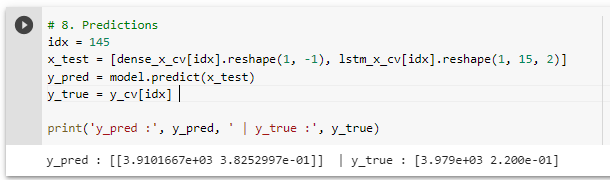 # 8. Predictions
idx = 145
x_test = [dense_x_cv[idx].reshape(1, -1), lstm_x_cv[idx].reshape(1, 15, 2)]
y_pred = model.predict(x_test)
y_true = y_cv[idx]
print('y_pred :', y_pred, ' | y_true :', y_true)
y_pred : [[3.9101667e+03 3.8252997e-01]]  | y_true : [3.979e+03 2.200e-01]